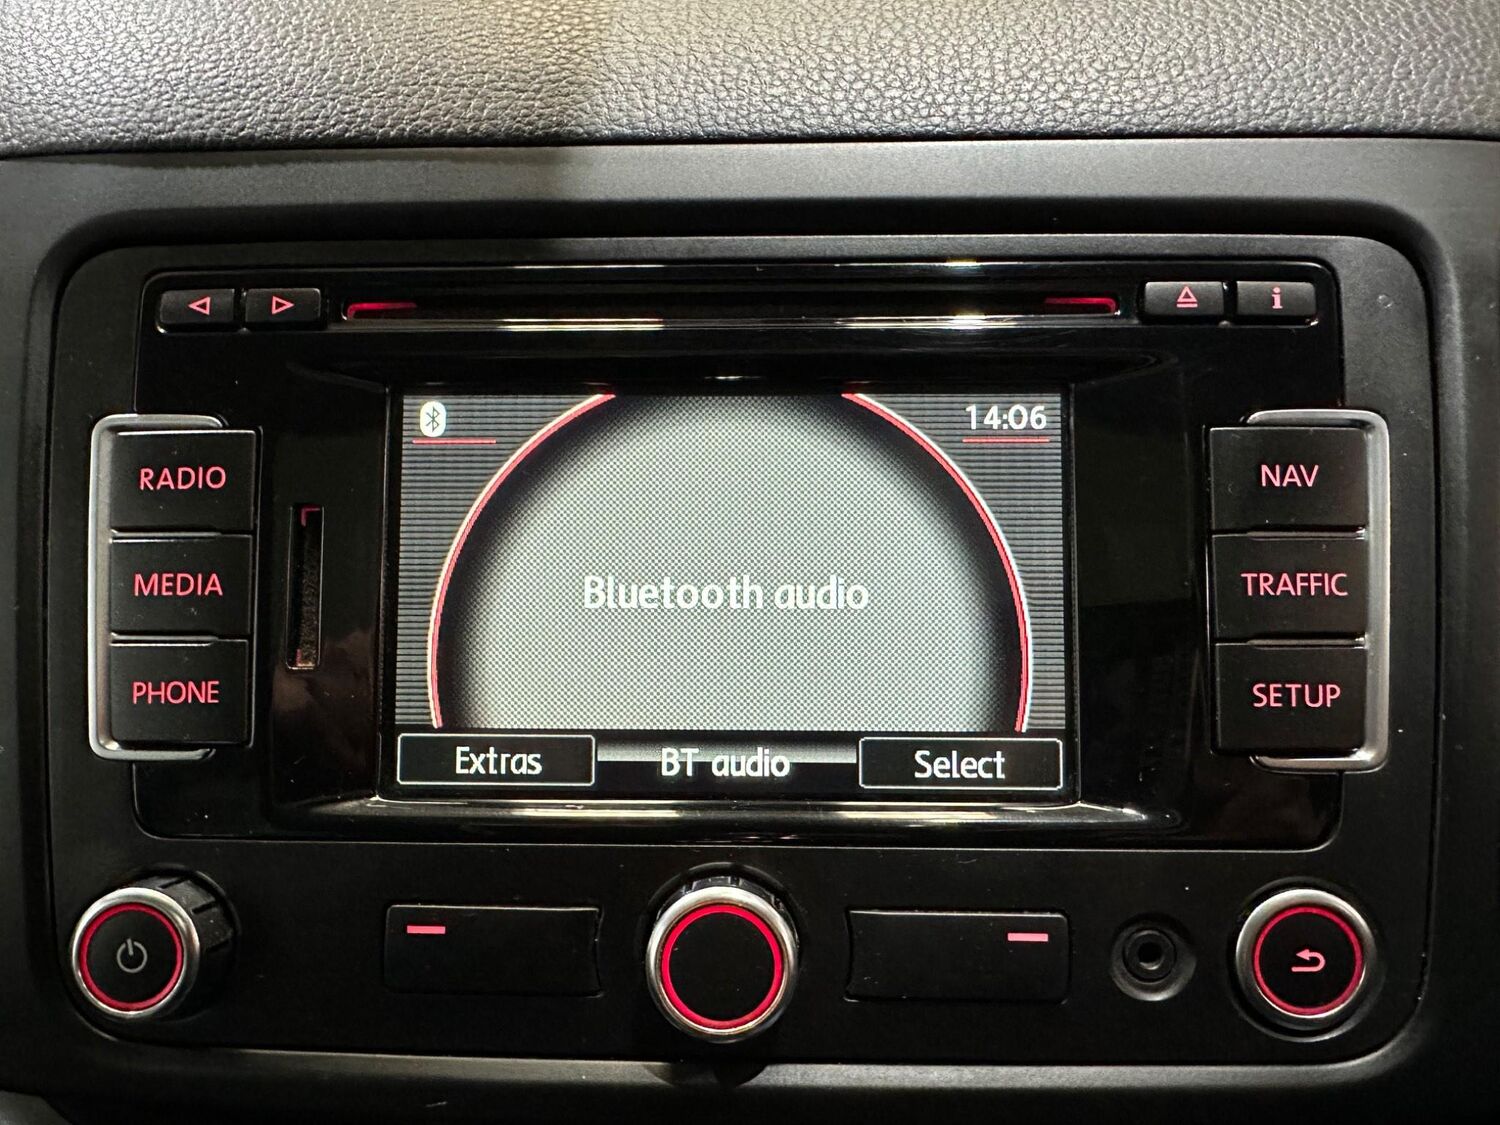 i
14:06
RADIO
NAV
MEDIA
Bluetooth audio
TRAFFIC
PHONE
SETUP
Extras
BT audio
Select